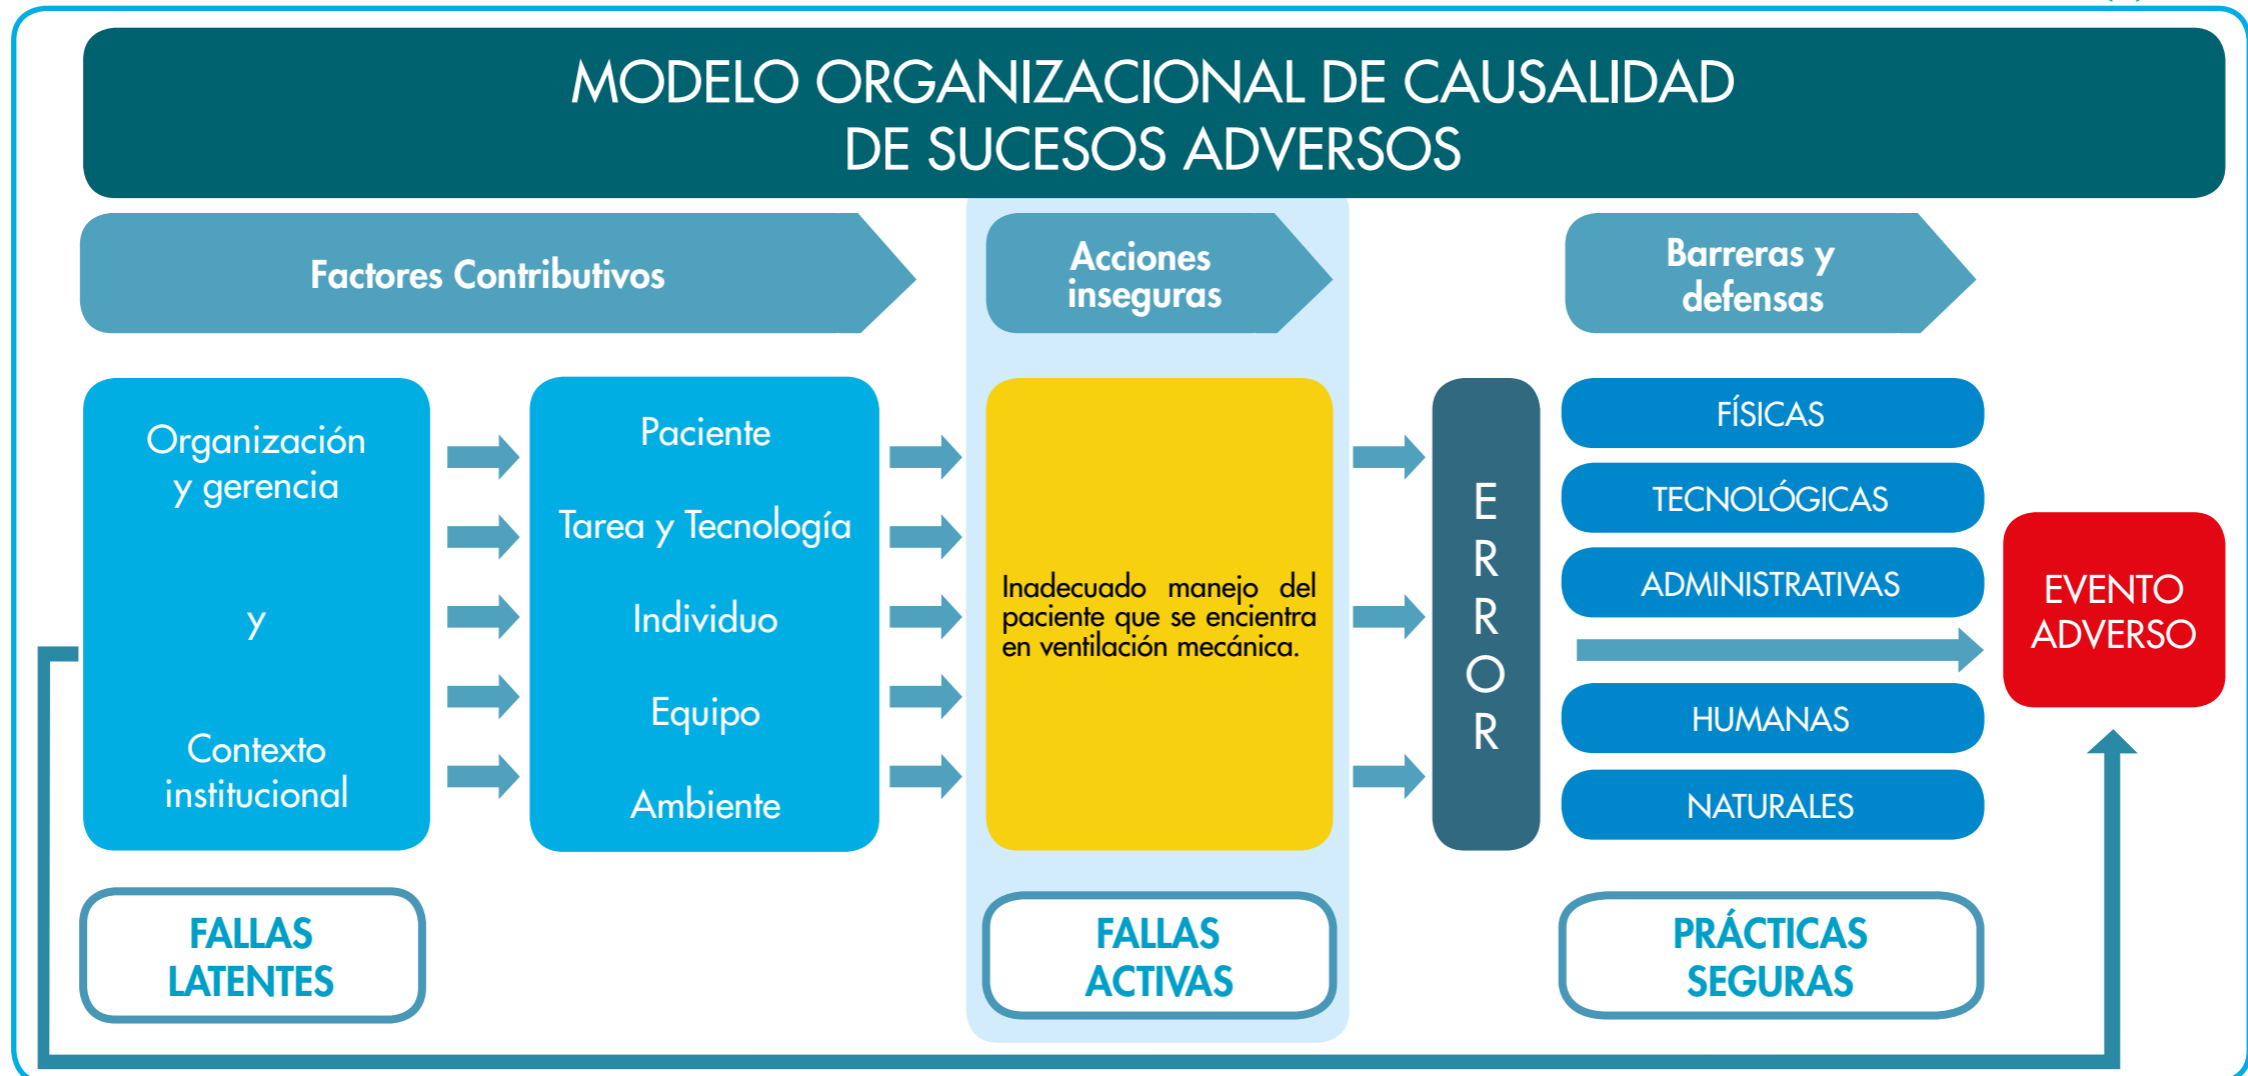 MODELO ORGANIZACIONAL DE CAUSALIDAD
DE SUCESOS ADVERSOS
Factores Contributivos
Acciones
inseguras
Barreras y
defensas
Organización
y gerencia
y
Contexto
institucional
Paciente
Tarea y Tecnología
Individuo
Equipo
Ambiente
Inadecuado manejo del
paciente que se encientra
en ventilación mecánica.
E
R
R
O
R
FÍSICAS
TECNOLÓGICAS
ADMINISTRATIVAS
HUMANAS
NATURALES
EVENTO
ADVERSO
FALLAS
LATENTES
FALLAS
ACTIVAS
PRÁCTICAS
SEGURAS